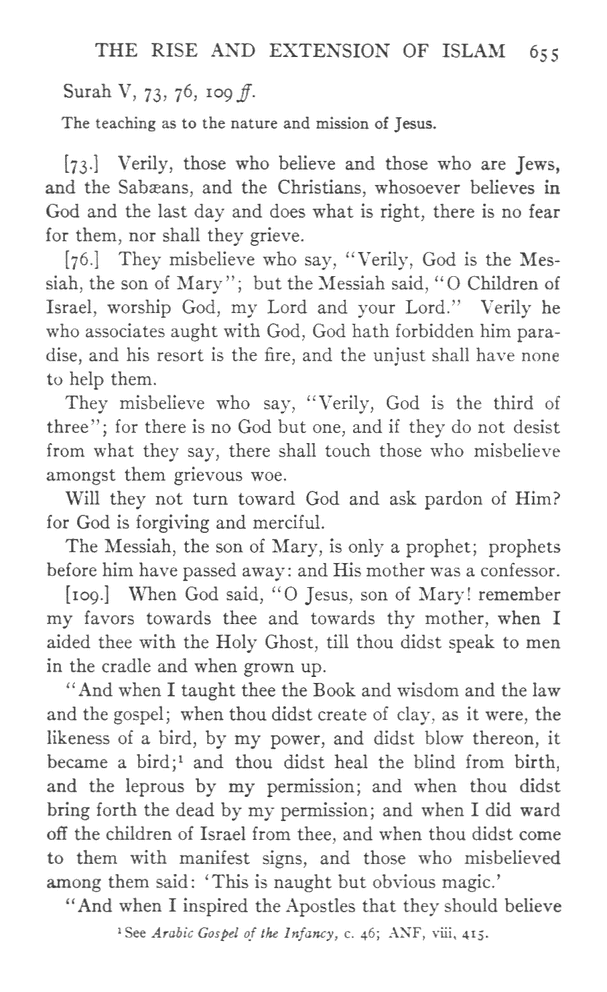 THE RISE AND EXTENSION OF ISLAM 655
Surah V, 73, 76, 109 ff.
The teaching as to the nature and mission of Jesus.
[73.] Verily, those who believe and those who are Jews,
and the Sabæans, and the Christians, whosoever believes in
God and the last day and does what is right, there is no fear
for them, nor shall they grieve.
[76.] They misbelieve who say, “Verily, God is the Mes-
siah, the son of Mary”; but the Messiah said, “O Children of
Israel, worship God, my Lord and your Lord.” Verily he
who associates aught with God, God hath forbidden him para-
dise, and his resort is the fire, and the unjust shall have none
to help them.
They misbelieve who say, “Verily, God is the third of
three”; for there is no God but one, and if they do not desist
from what they say, there shall touch those who misbelieve
amongst them grievous woe.
Will they not turn toward God and ask pardon of Him?
for God is forgiving and merciful.
The Messiah, the son of Mary, is only a prophet; prophets
before him have passed away: and His mother was a confessor.
[109.] When God said, “O Jesus, son of Mary! remember
my favors towards thee and towards thy mother, when I
aided thee with the Holy Ghost, till thou didst speak to men
in the cradle and when grown up.
“And when I taught thee the Book and wisdom and the law
and the gospel; when thou didst create of clay, as it were, the
likeness of a bird, by my power, and didst blow thereon, it
became a bird;¹ and thou didst heal the blind from birth,
and the leprous by my permission; and when thou didst
bring forth the dead by my permission; and when I did ward
off the children of Israel from thee, and when thou didst come
to them with manifest signs, and those who misbelieved
among them said: ‘This is naught but obvious magic.’
“And when I inspired the Apostles that they should believe
¹ See Arabic Gospel of the Infancy, c. 46; ANF, viii, 415.